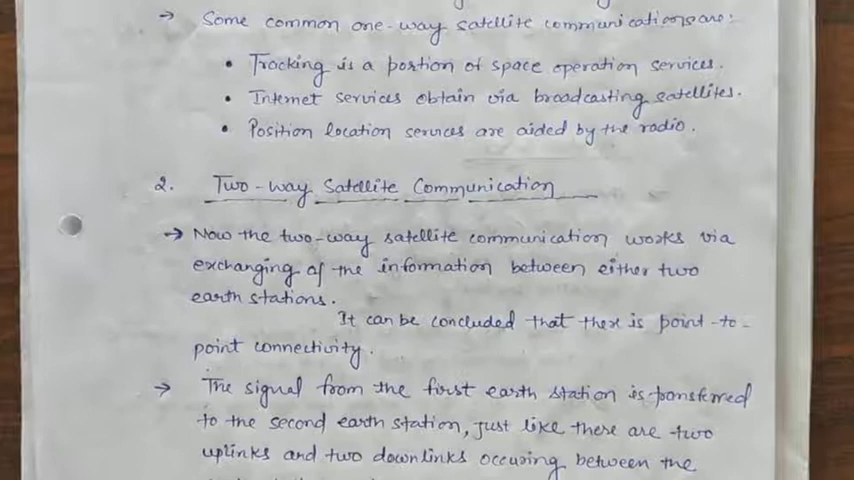 → Some common one-way satellite communications are:
• Tracking is a portion of space operation services.
• Internet services obtain via broadcasting satellites.
• Position location services are aided by the radio.
2. Two-way Satellite Communication
→ Now the two-way satellite communication works via
exchanging of the information between either two
earth stations.
It can be concluded that ther is point-to-
point connectivity.
→ The signal from the first earth station is transferred
to the second earth station, just like there are two
uplinks and two downlinks occuring between the